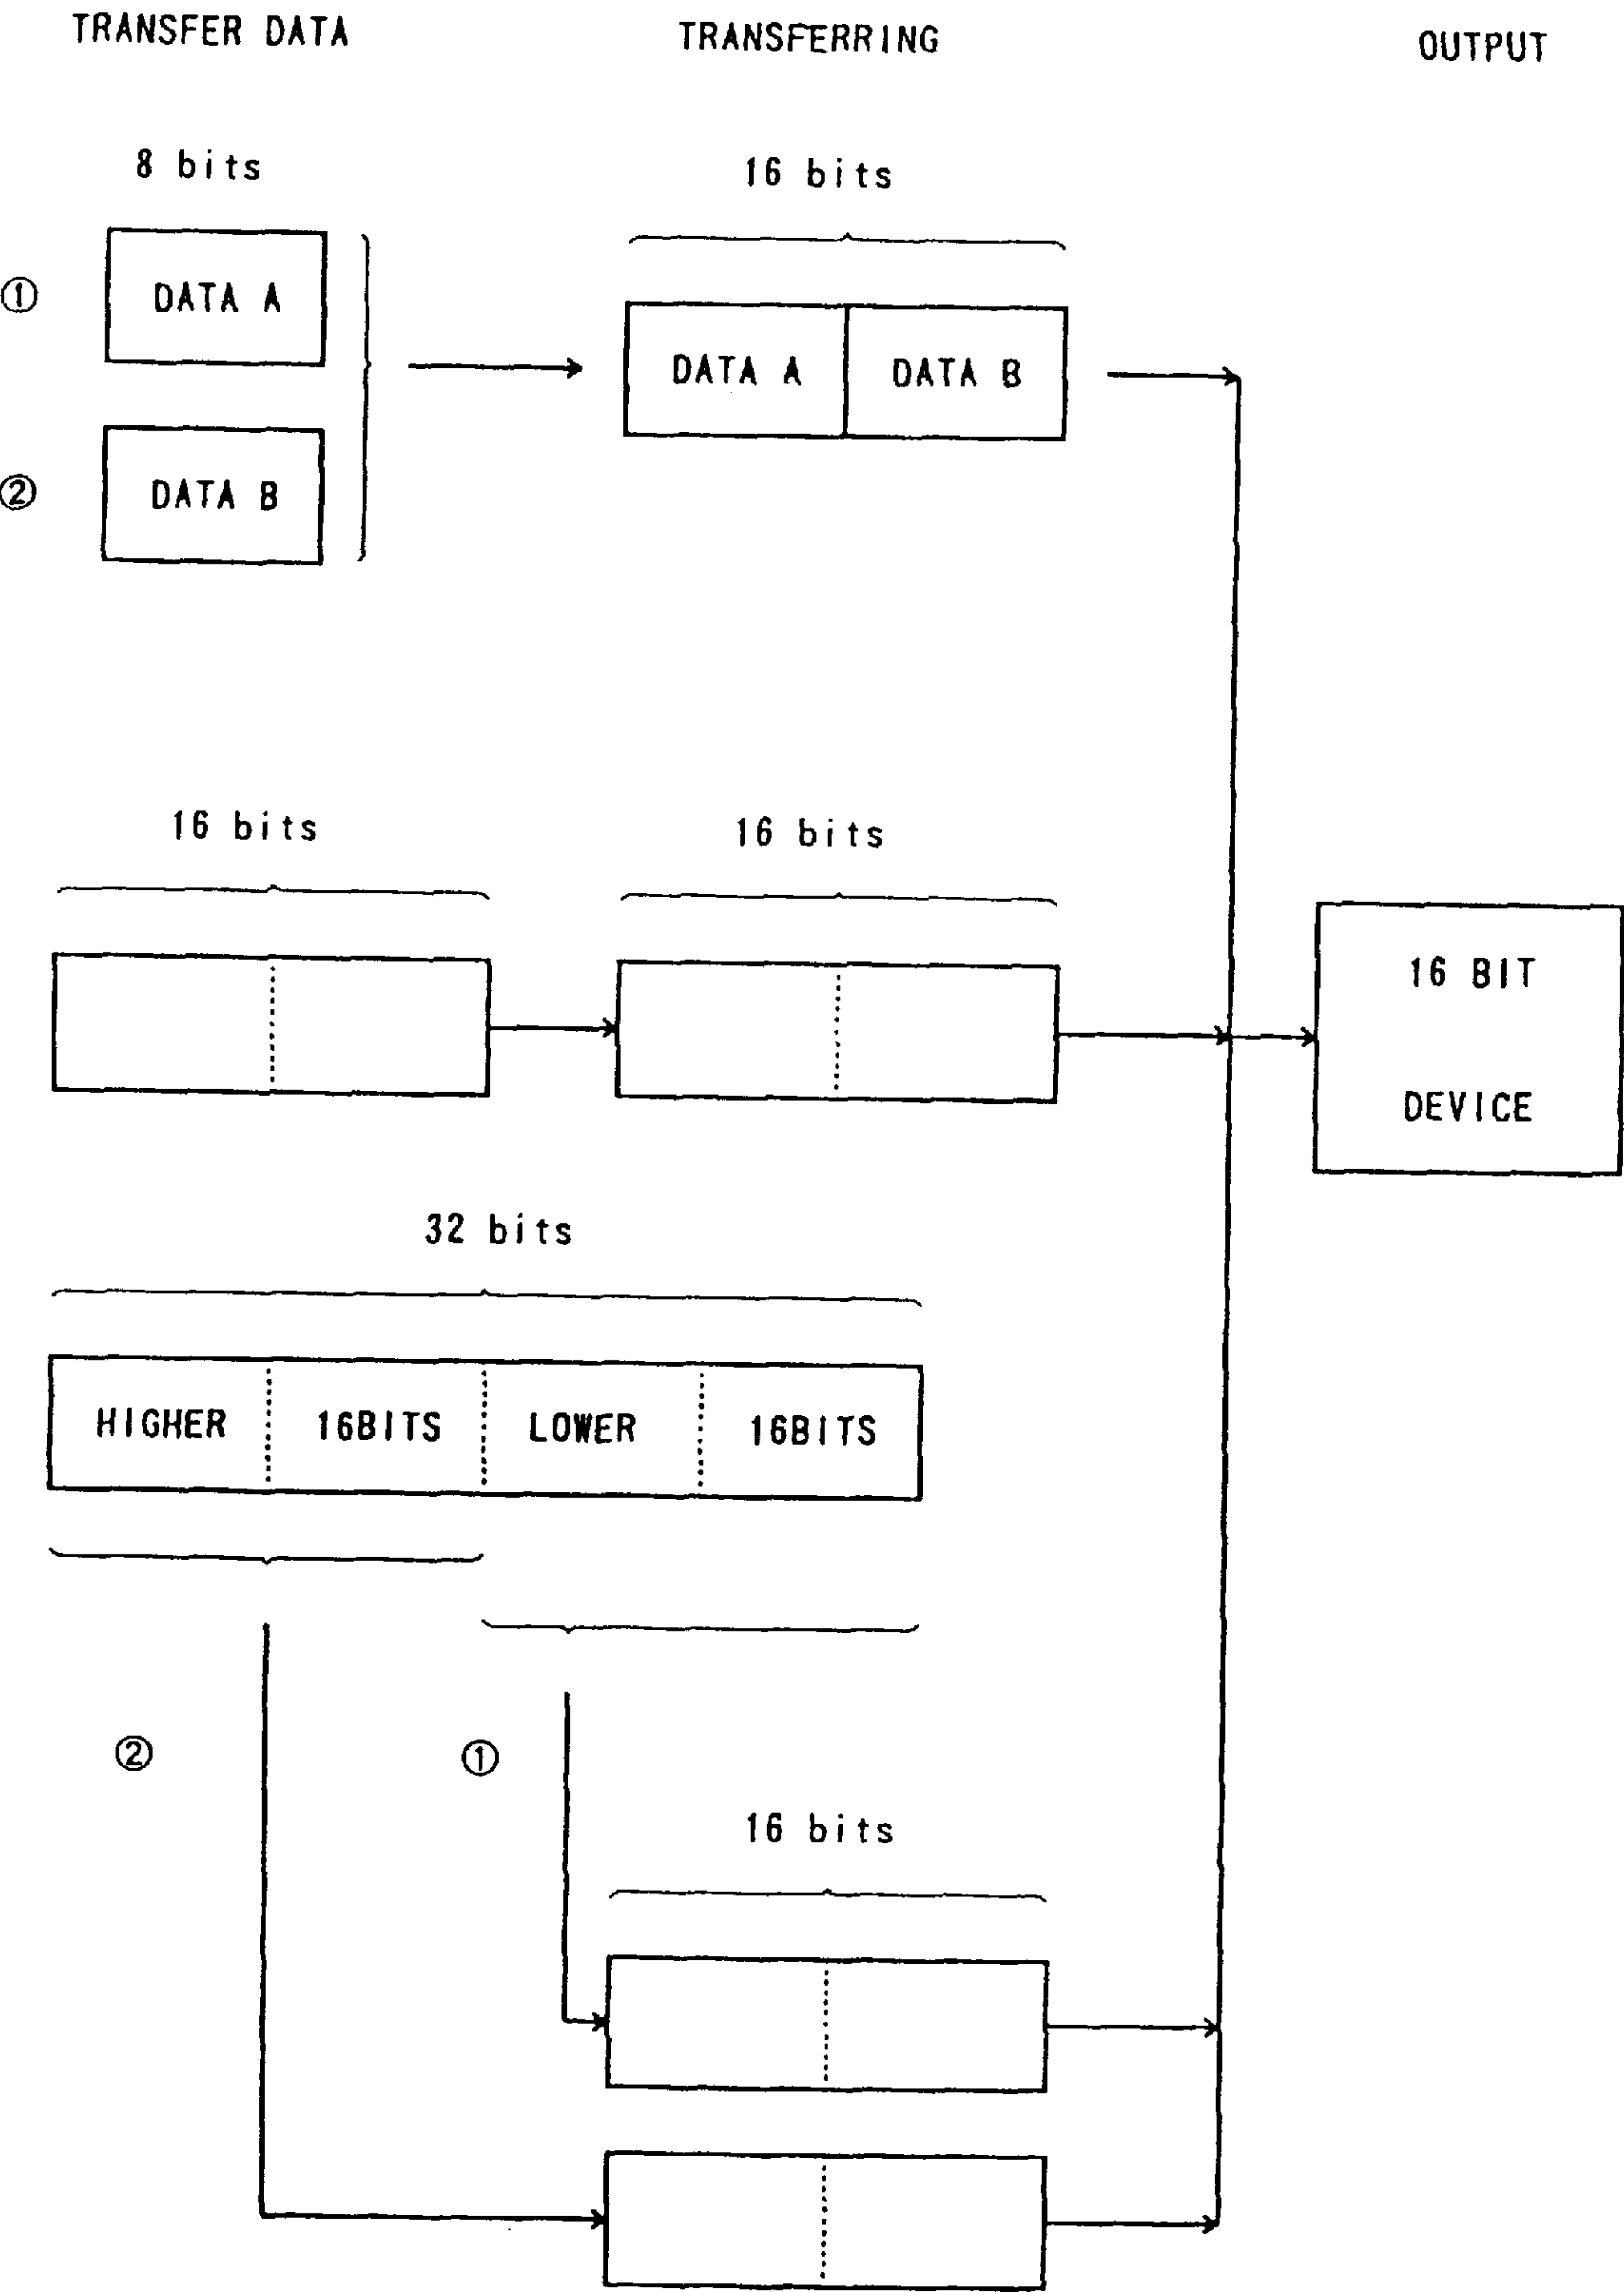 TRANSFER DATA TRANSFERRING OUTPUT
8 bits 16 bits
① DATA A
DATA A DATA B
② DATA B
16 bits 16 bits
16 BIT
DEVICE
32 bits
HIGHER 16BITS LOWER 16BITS
② ①
16 bits